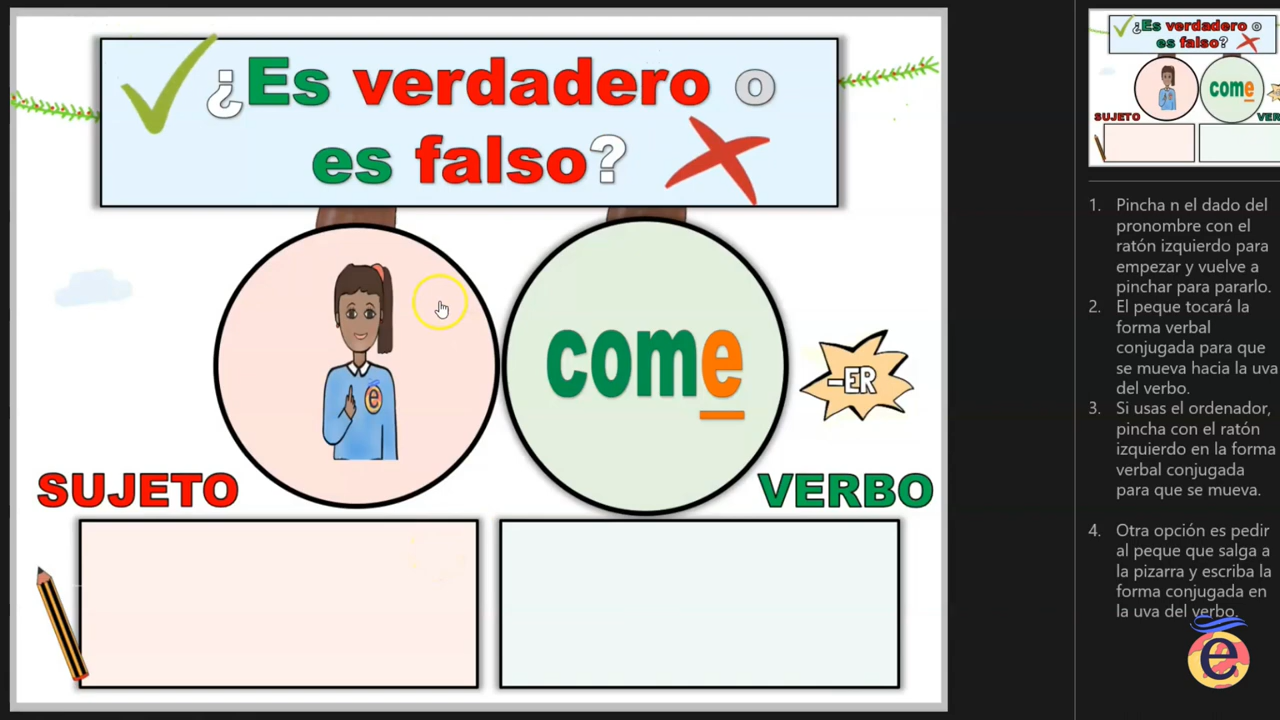 ¿Es verdadero o
es falso?
come
-ER
SUJETO
VERBO
ë
¿Es verdadero o
es falso?
come
SUJETO
VER
1. Pincha n el dado del
pronombre con el
ratón izquierdo para
empezar y vuelve a
pinchar para pararlo.
2. El peque tocará la
forma verbal
conjugada para que
se mueva hacia la uva
del verbo.
3. Si usas el ordenador,
pincha con el ratón
izquierdo en la forma
verbal conjugada
para que se mueva.
4. Otra opción es pedir
al peque que salga a
la pizarra y escriba la
forma conjugada en
la uva del verbo.
e